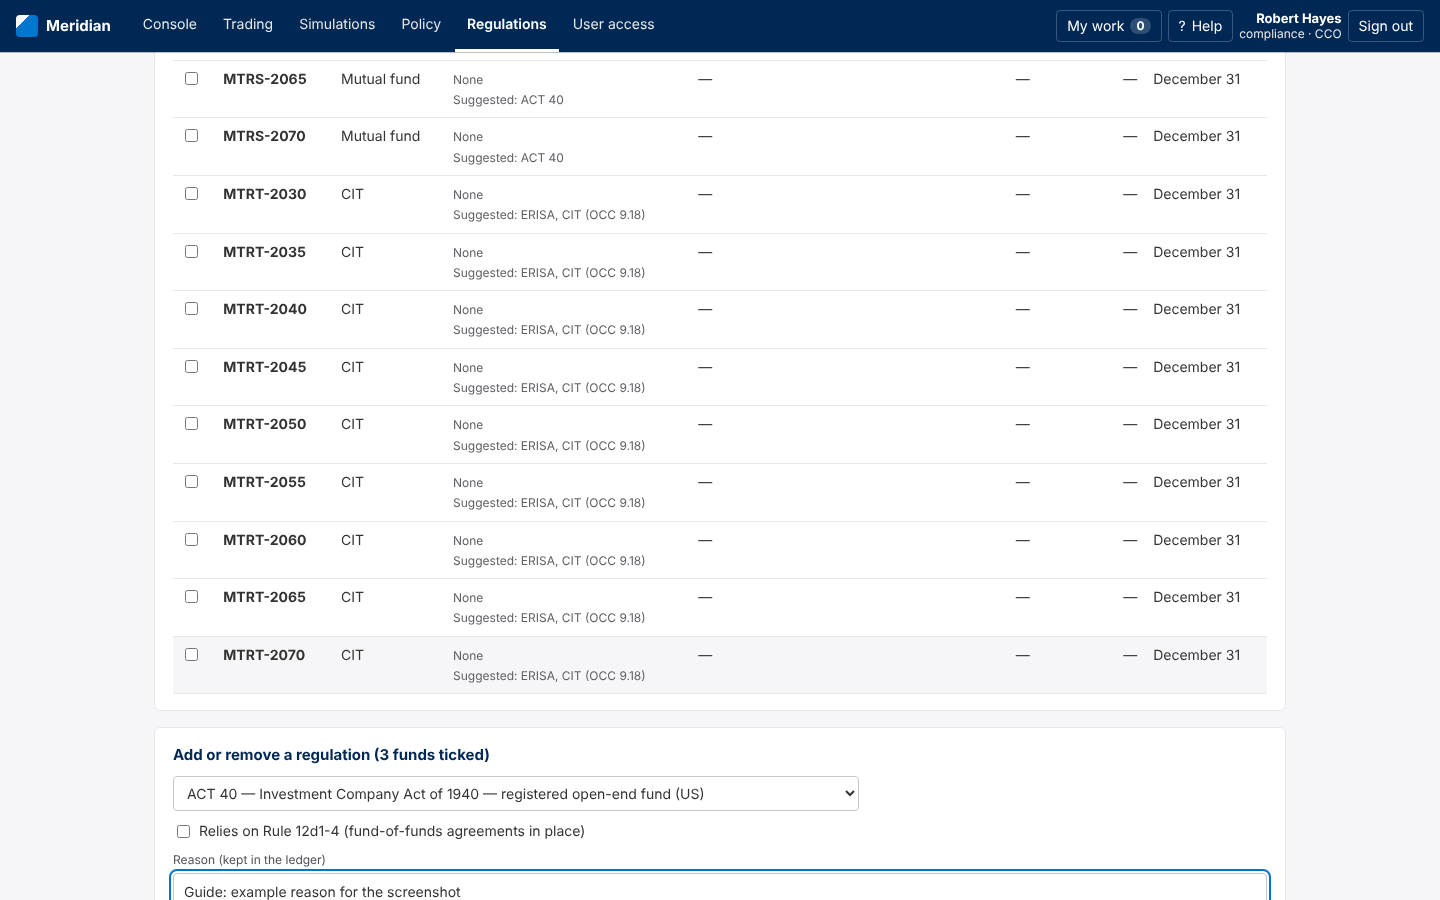 Meridian Console Trading Simulations Policy Regulations User access My work 0 ? Help Robert Hayes compliance · CCO Sign out
MTRS-2065 Mutual fund None — — — December 31
Suggested: ACT 40
MTRS-2070 Mutual fund None — — — December 31
Suggested: ACT 40
MTRT-2030 CIT None — — — December 31
Suggested: ERISA, CIT (OCC 9.18)
MTRT-2035 CIT None — — — December 31
Suggested: ERISA, CIT (OCC 9.18)
MTRT-2040 CIT None — — — December 31
Suggested: ERISA, CIT (OCC 9.18)
MTRT-2045 CIT None — — — December 31
Suggested: ERISA, CIT (OCC 9.18)
MTRT-2050 CIT None — — — December 31
Suggested: ERISA, CIT (OCC 9.18)
MTRT-2055 CIT None — — — December 31
Suggested: ERISA, CIT (OCC 9.18)
MTRT-2060 CIT None — — — December 31
Suggested: ERISA, CIT (OCC 9.18)
MTRT-2065 CIT None — — — December 31
Suggested: ERISA, CIT (OCC 9.18)
MTRT-2070 CIT None — — — December 31
Suggested: ERISA, CIT (OCC 9.18)
Add or remove a regulation (3 funds ticked)
ACT 40 — Investment Company Act of 1940 — registered open-end fund (US)
Relies on Rule 12d1-4 (fund-of-funds agreements in place)
Reason (kept in the ledger)
Guide: example reason for the screenshot